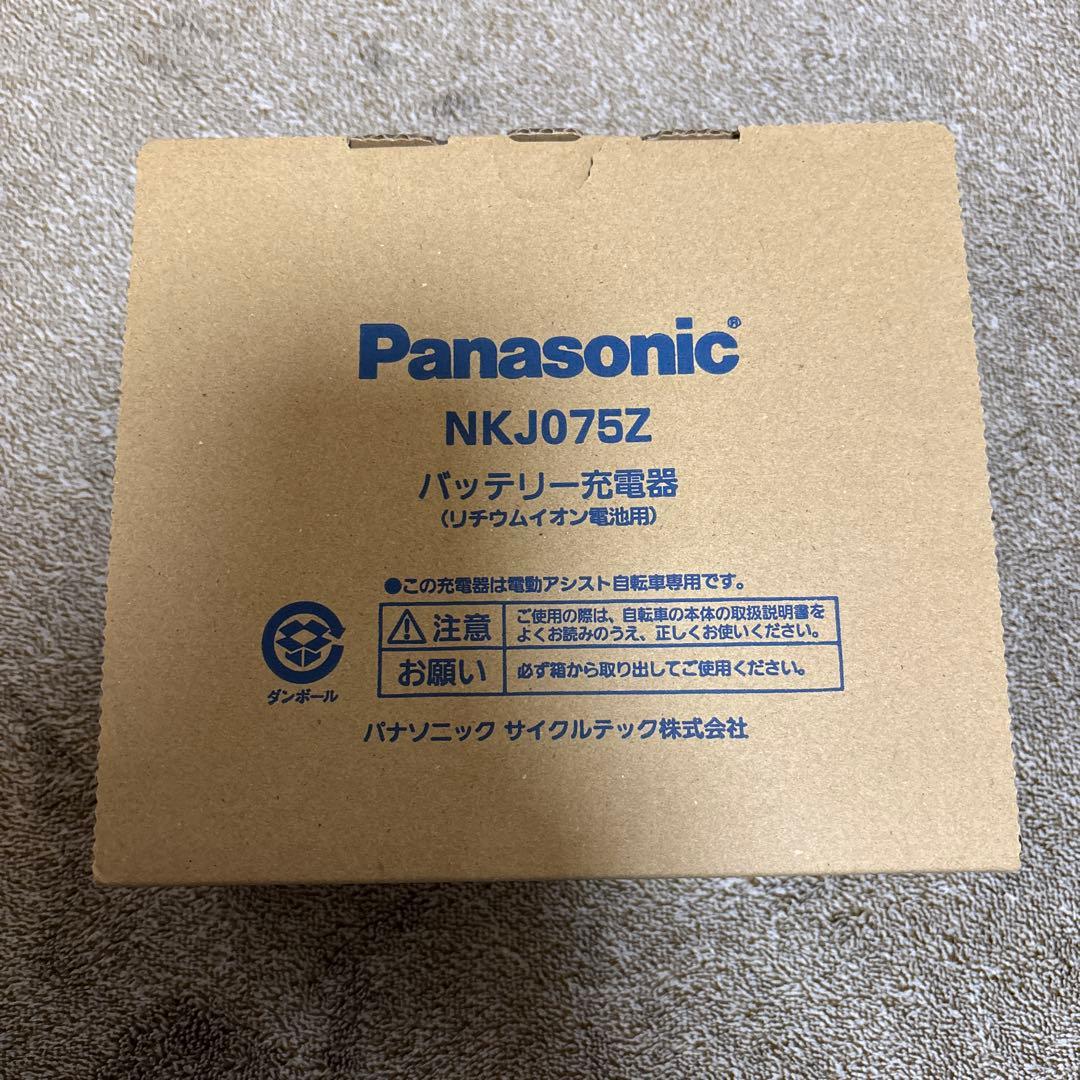 Panasonic®
NKJ075Z
バッテリー充電器
(リチウムイオン電池用)
●この充電器は電動アシスト自転車専用です。
注意
ご使用の際は、自転車の本体の取扱説明書を
よくお読みのうえ、正しくお使いください。
お願い
必ず箱から取り出してご使用ください。
ダンボール
パナソニック サイクルテック株式会社